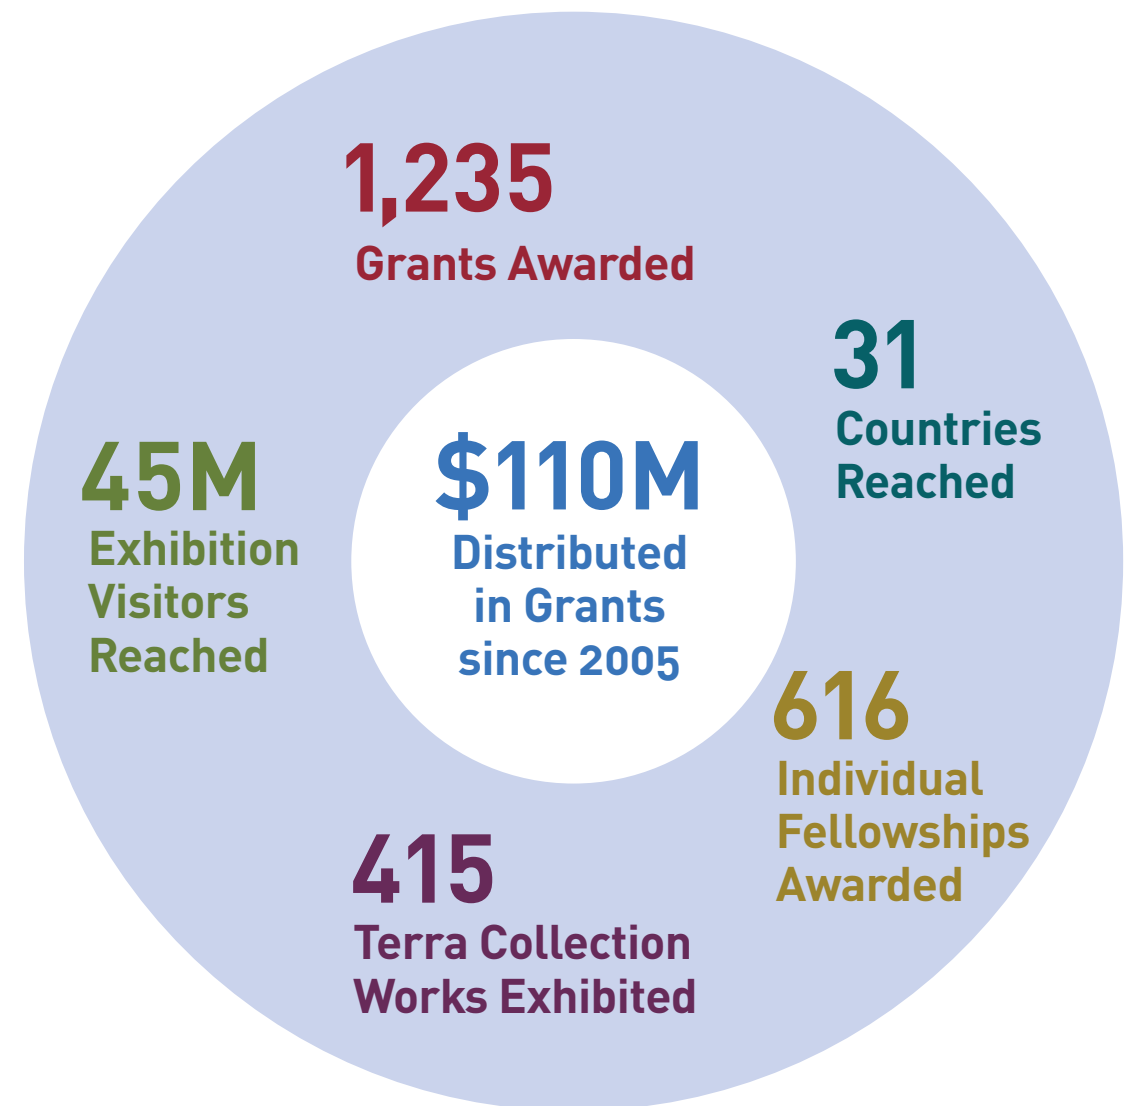 1,235
Grants Awarded
31
Countries
Reached
45M
Exhibition
Visitors
Reached
$110M
Distributed
in Grants
since 2005
616
Individual
Fellowships
Awarded
415
Terra Collection
Works Exhibited